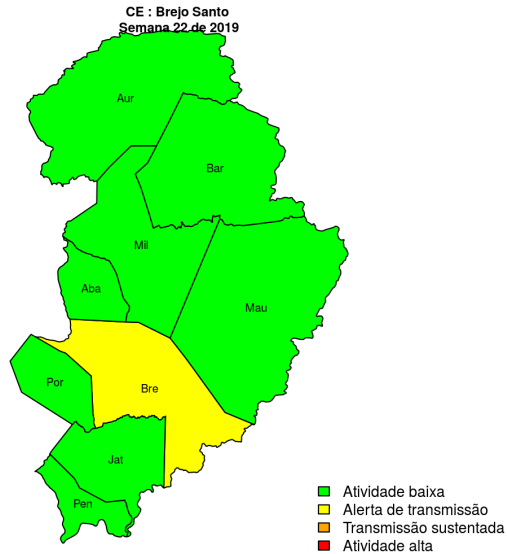 CE : Brejo Santo
Semana 22 de 2019
Aur
Bar
Mil
Aba
Mau
Por
Bre
Jat
Pen
Atividade baixa
Alerta de transmissão
Transmissão sustentada
Atividade alta